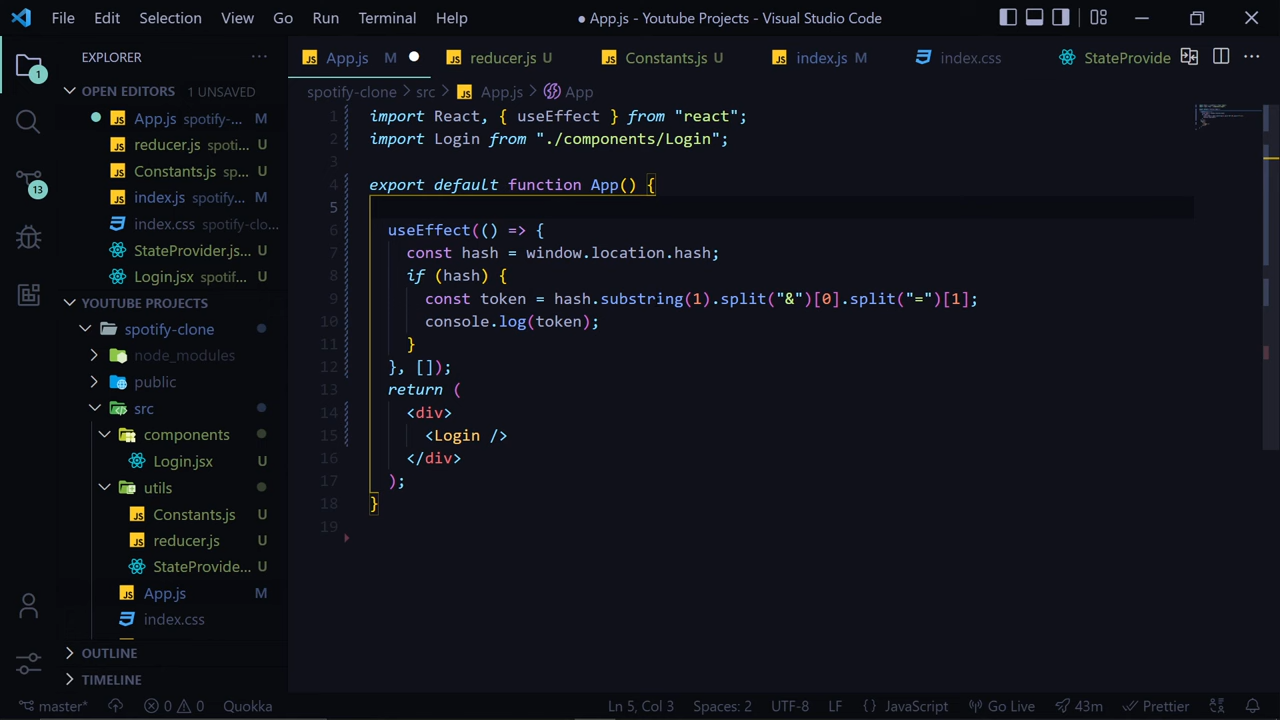 File Edit Selection View Go Run Terminal Help
● App.js - Youtube Projects - Visual Studio Code
EXPLORER
OPEN EDITORS 1 UNSAVED
App.js spotify-... M
reducer.js spoti... U
Constants.js sp... U
index.js spotify... M
index.css spotify-clo...
StateProvider.js... U
Login.jsx spotif... U
YOUTUBE PROJECTS
spotify-clone
node_modules
public
src
components
Login.jsx U
utils
Constants.js U
reducer.js U
StateProvide... U
App.js M
index.css
OUTLINE
TIMELINE
1
13
App.js M
reducer.js U
Constants.js U
index.js M
index.css
StateProvide
spotify-clone > src > App.js > App
1 import React, { useEffect } from "react";
2 import Login from "./components/Login";
3
4 export default function App() {
5
6 useEffect(() => {
7 const hash = window.location.hash;
8 if (hash) {
9 const token = hash.substring(1).split("&")[0].split("=")[1];
10 console.log(token);
11 }
12 }, []);
13 return (
14 <div>
15 <Login />
16 </div>
17 );
18 }
19
master* 0 0 Quokka Ln 5, Col 3 Spaces: 2 UTF-8 LF { } JavaScript Go Live 43m Prettier